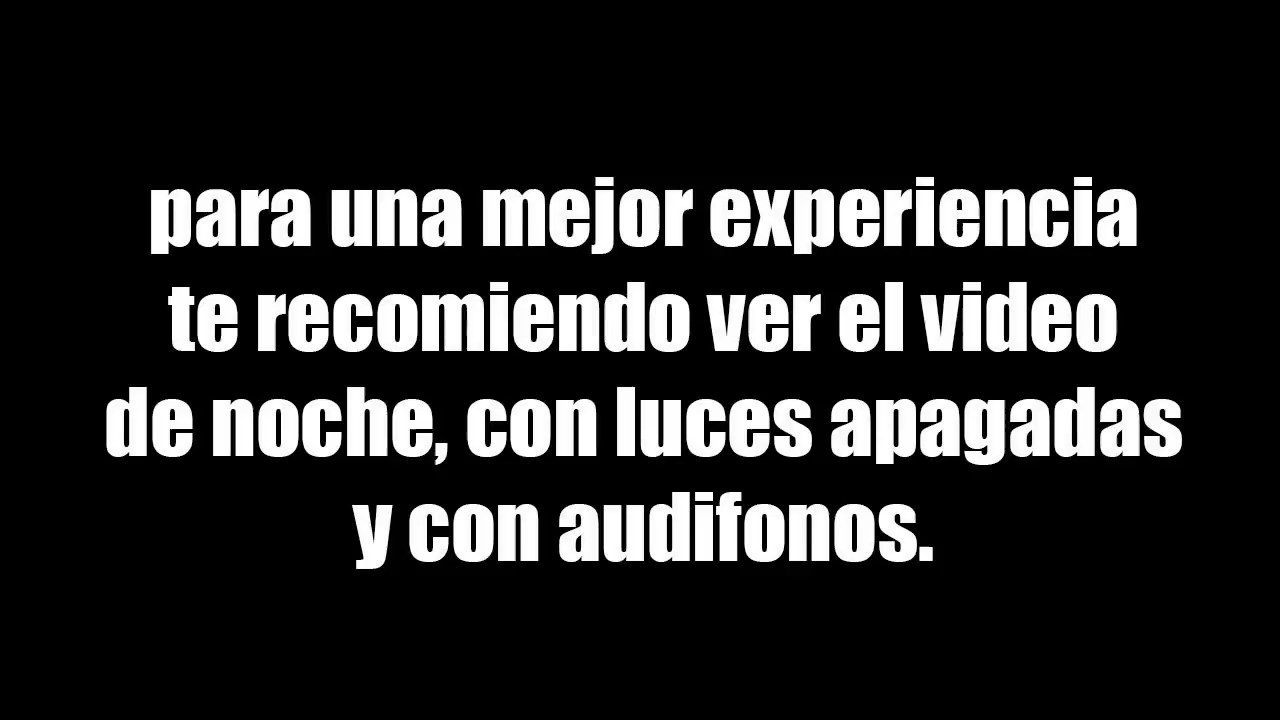 para una mejor experiencia
te recomiendo ver el video
de noche, con luces apagadas
y con audifonos.